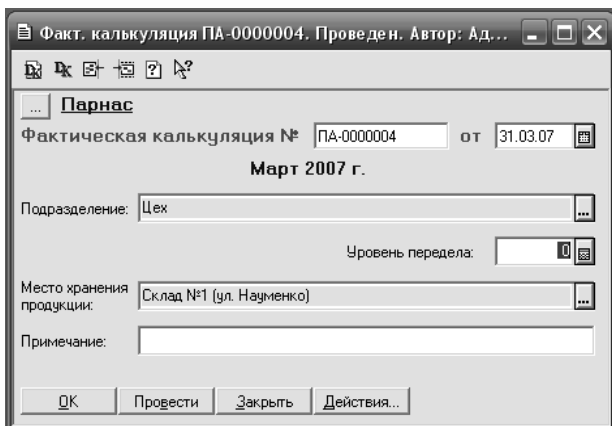 Факт. калькуляция ПА-0000004. Проведен. Автор: Ад...
... Парнас
Фактическая калькуляция № ПА-0000004 от 31.03.07
Март 2007 г.
Подразделение: Цех ...
Уровень передела: 0
Место хранения продукции: Склад №1 (ул. Науменко) ...
Примечание:
OK Провести Закрыть Действия...